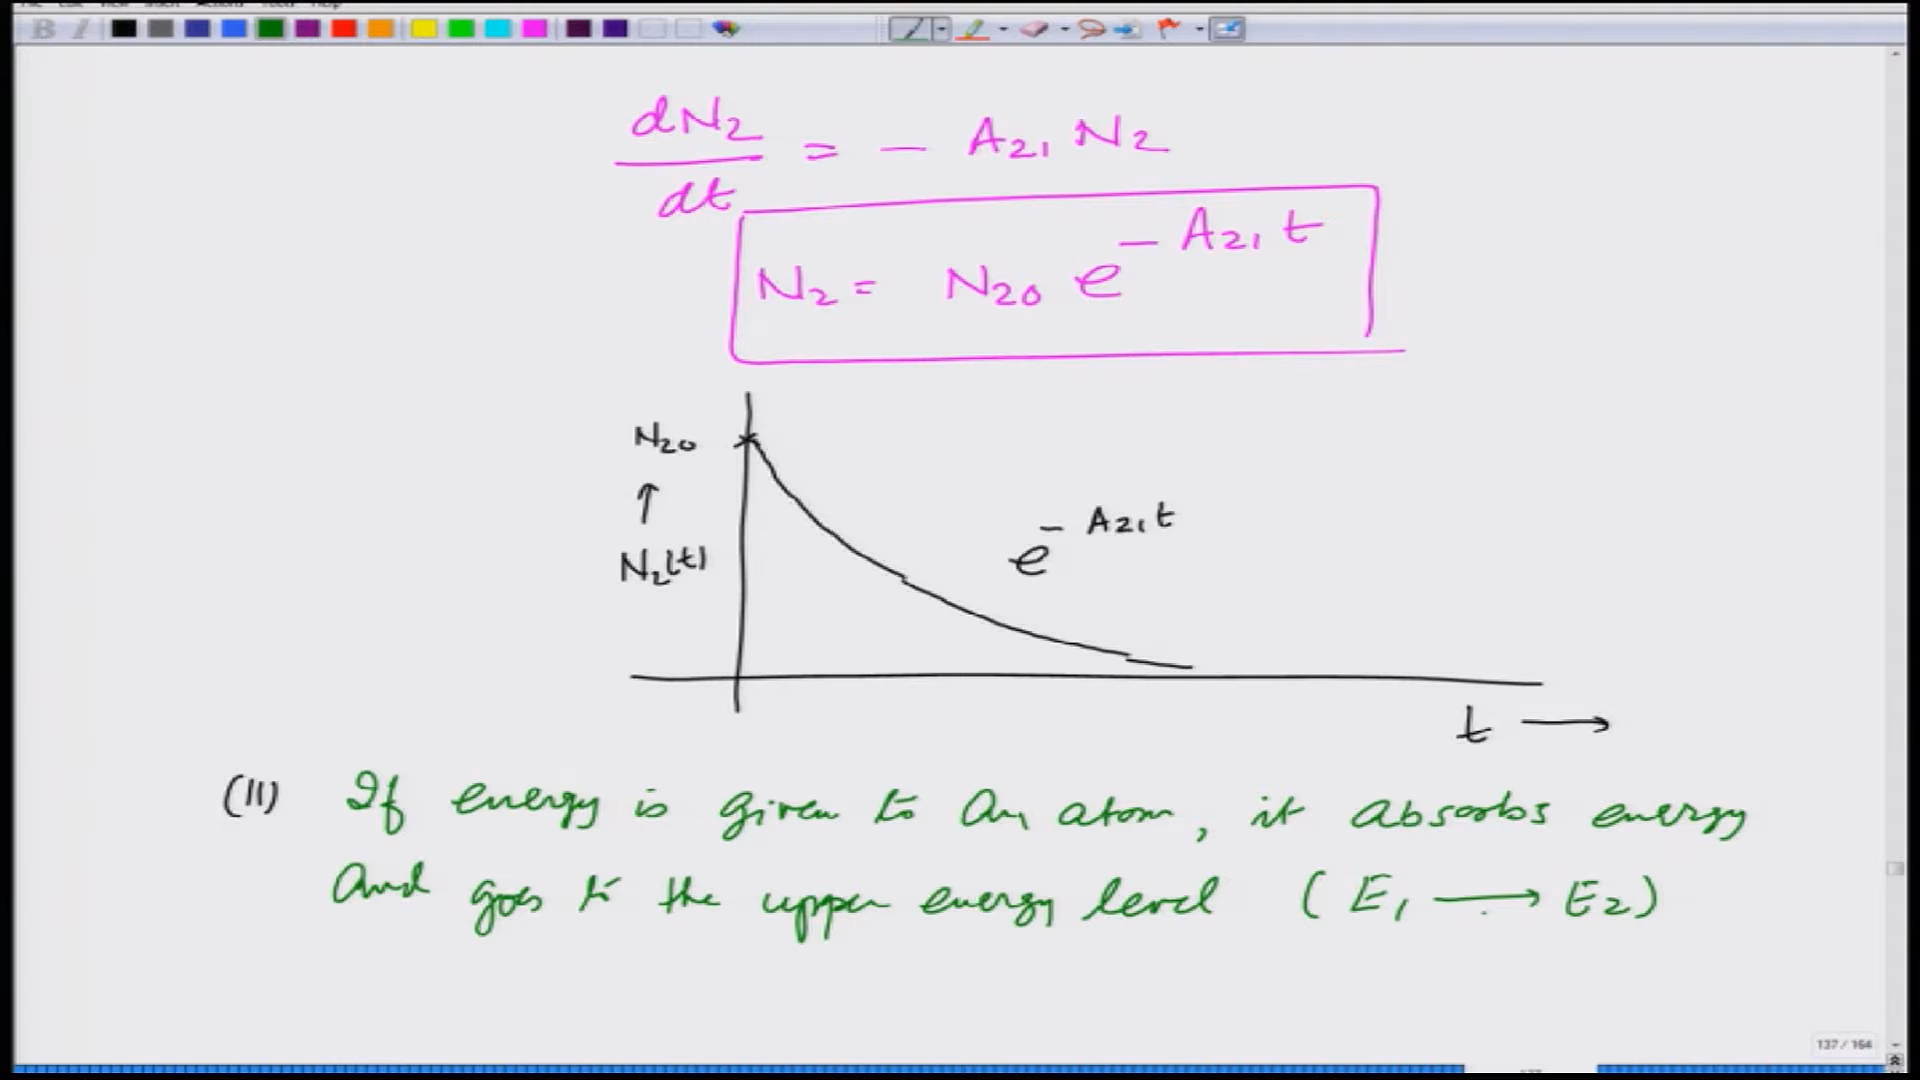 dN₂/dt = - A₂₁ N₂
N₂ = N₂₀ e^(- A₂₁ t)
N₂₀
↑
N₂(t)
e^(- A₂₁ t)
t →
(II) If energy is given to an atom, it absorbs energy
and goes to the upper energy level (E₁ → E₂)
137 / 164